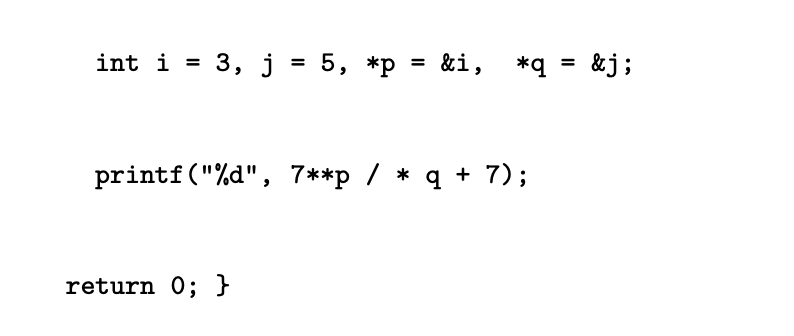 int i = 3, j = 5, *p = &i,  *q = &j;
printf("%d", 7**p / * q + 7);
return 0; }